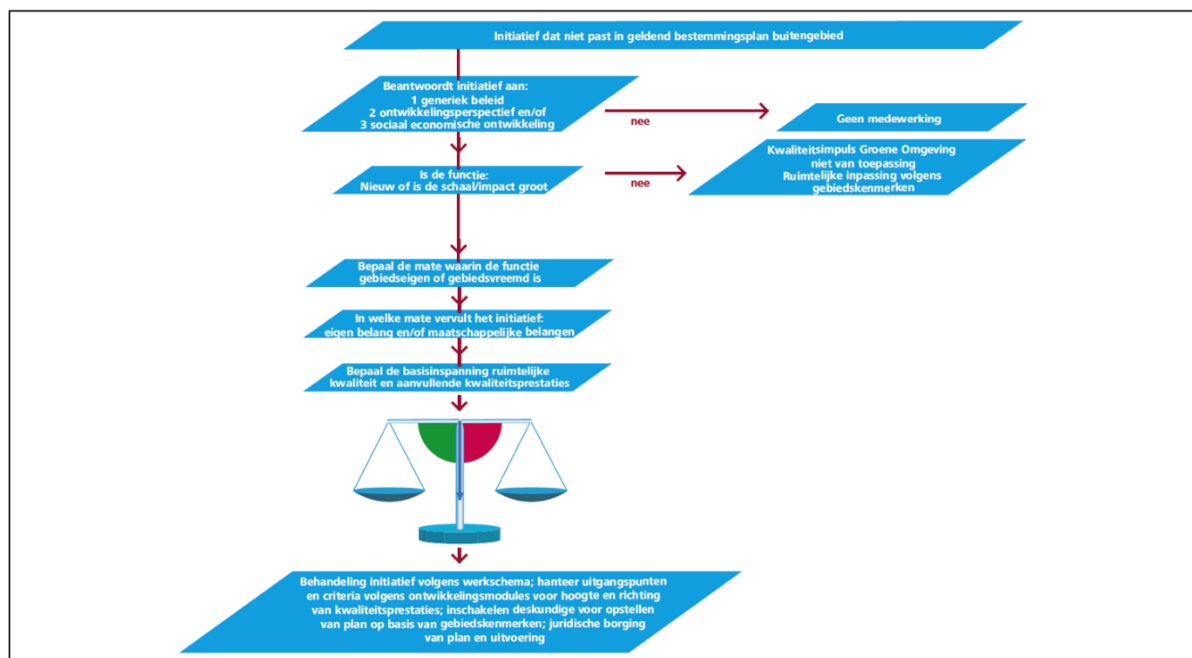 Initiatief dat niet past in geldend bestemmingsplan buitengebied
Beantwoordt initiatief aan:
1 generiek beleid
2 ontwikkelingsperspectief en/of
3 sociaal economische ontwikkeling
nee
Geen medewerking
Is de functie:
Nieuw of is de schaal/impact groot
nee
Kwaliteitsimpuls Groene Omgeving
niet van toepassing
Ruimtelijke inpassing volgens
gebiedskenmerken
Bepaal de mate waarin de functie
gebiedseigen of gebiedsvreemd is
In welke mate vervult het initiatief:
eigen belang en/of maatschappelijke belangen
Bepaal de basisinspanning ruimtelijke
kwaliteit en aanvullende kwaliteitsprestaties
Behandeling initiatief volgens werkschema; hanteer uitgangspunten
en criteria volgens ontwikkelingsmodules voor hoogte en richting
van kwaliteitsprestaties; inschakelen deskundige voor opstellen
van plan op basis van gebiedskenmerken; juridische borging
van plan en uitvoering